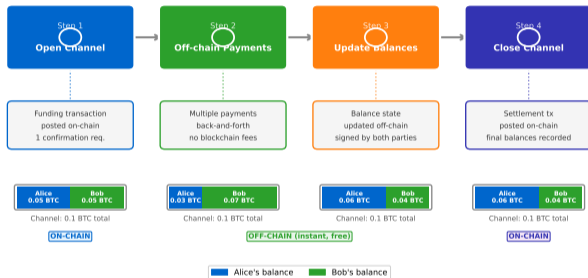 Step 1
Open Channel
Step 2
Off-chain Payments
Step 3
Update Balances
Step 4
Close Channel
Funding transaction
posted on-chain
1 confirmation req.
Multiple payments
back-and-forth
no blockchain fees
Balance state
updated off-chain
signed by both parties
Settlement tx
posted on-chain
final balances recorded
Alice
0.05 BTC
Bob
0.05 BTC
Alice
0.03 BTC
Bob
0.07 BTC
Alice
0.06 BTC
Bob
0.04 BTC
Alice
0.06 BTC
Bob
0.04 BTC
Channel: 0.1 BTC total
Channel: 0.1 BTC total
Channel: 0.1 BTC total
Channel: 0.1 BTC total
ON-CHAIN
OFF-CHAIN (instant, free)
ON-CHAIN
Alice's balance
Bob's balance